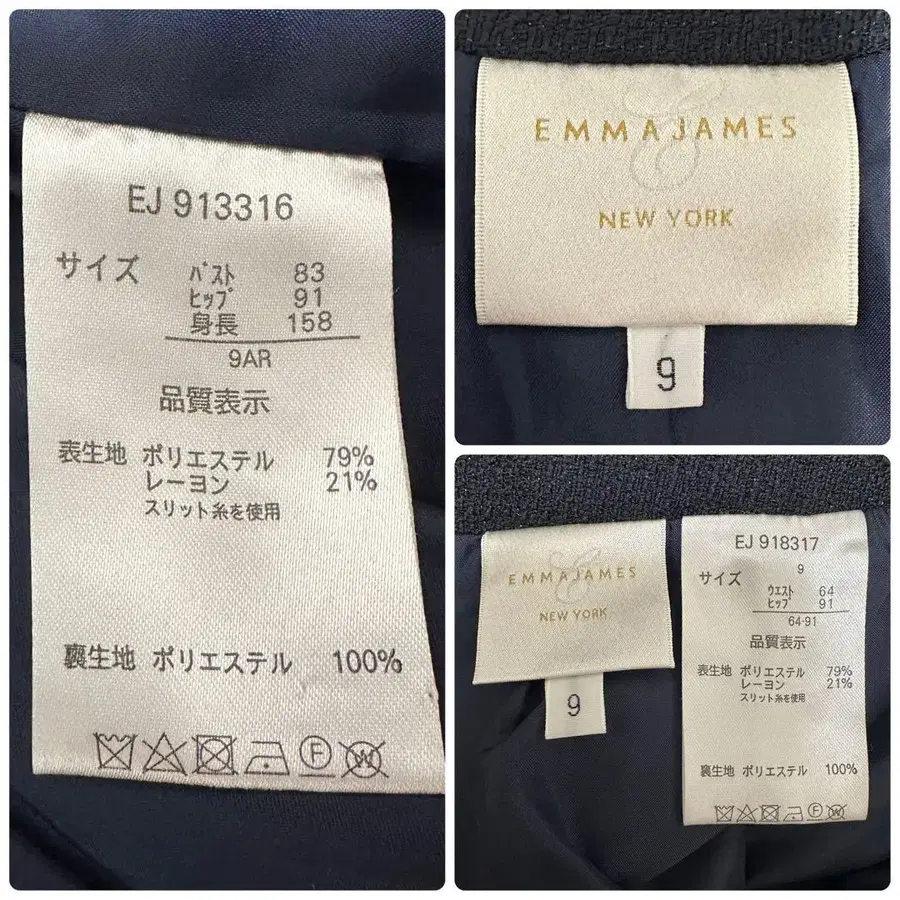 EJ 913316
サイズ
バスト 83
ヒップ 91
身長 158
9AR
品質表示
表生地 ポリエステル 79%
レーヨン 21%
スリット糸を使用
裏生地 ポリエステル 100%
F
W
EMMAJAMES
NEW YORK
9
EMMAJAMES
NEW YORK
9
EJ 918317
9
サイズ
ウエスト 64
ヒップ 91
64-91
品質表示
表生地 ポリエステル 79%
レーヨン 21%
スリット糸を使用
裏生地 ポリエステル 100%
F
W